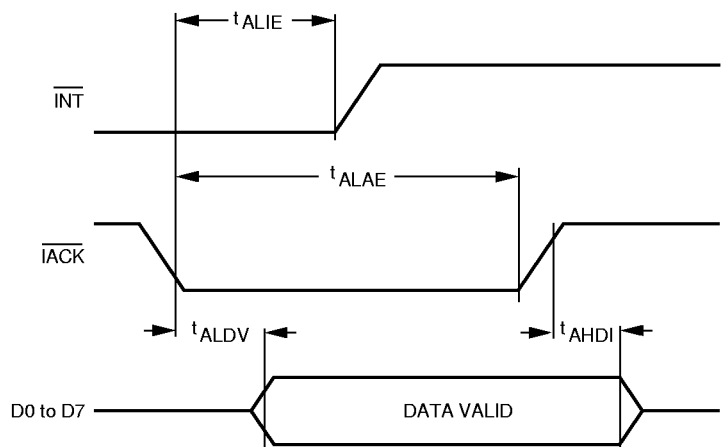 tALIE
INT
tALAE
IACK
tALDV
tAHDI
D0 to D7
DATA VALID